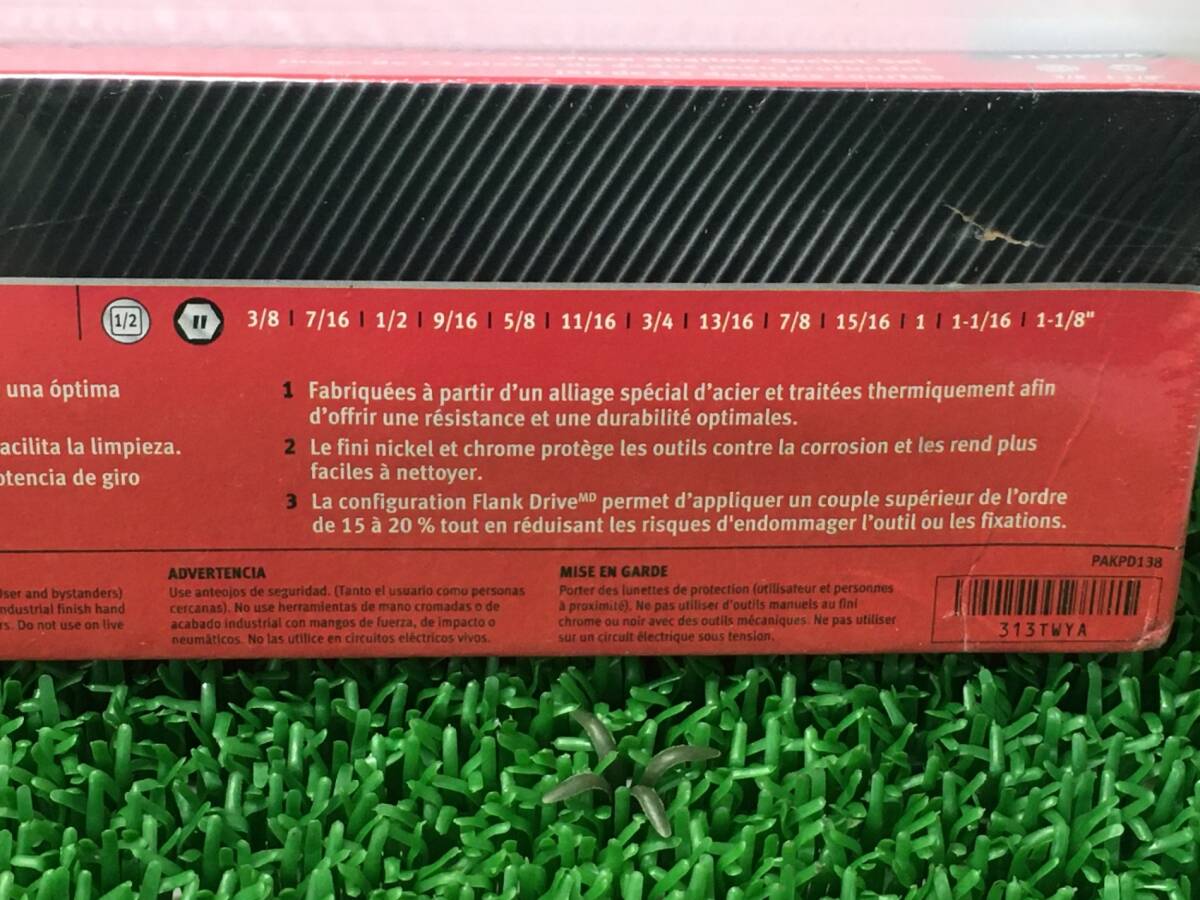 1/2 3/8 | 7/16 | 1/2 | 9/16 | 5/8 | 11/16 | 3/4 | 13/16 | 7/8 | 15/16 | 1 | 1-1/16 | 1-1/8"
una óptima
acilita la limpieza.
otencia de giro
1 Fabriquées à partir d'un alliage spécial d'acier et traitées thermiquement afin
d'offrir une résistance et une durabilité optimales.
2 Le fini nickel et chrome protège les outils contre la corrosion et les rend plus
faciles à nettoyer.
3 La configuration Flank Drive MD permet d'appliquer un couple supérieur de l'ordre
de 15 à 20 % tout en réduisant les risques d'endommager l'outil ou les fixations.
User and bystanders)
ndustrial finish hand
rs. Do not use on live
ADVERTENCIA
Use anteojos de seguridad. (Tanto el usuario como personas
cercanas). No use herramientas de mano cromadas o de
acabado industrial con mangos de fuerza, de impacto o
neumáticos. No las utilice en circuitos eléctricos vivos.
MISE EN GARDE
Porter des lunettes de protection (utilisateur et personnes
à proximité). Ne pas utiliser d'outils manuels au fini
chrome ou noir avec des outils mécaniques. Ne pas utiliser
sur un circuit électrique sous tension.
PAKPD138
313TWYA